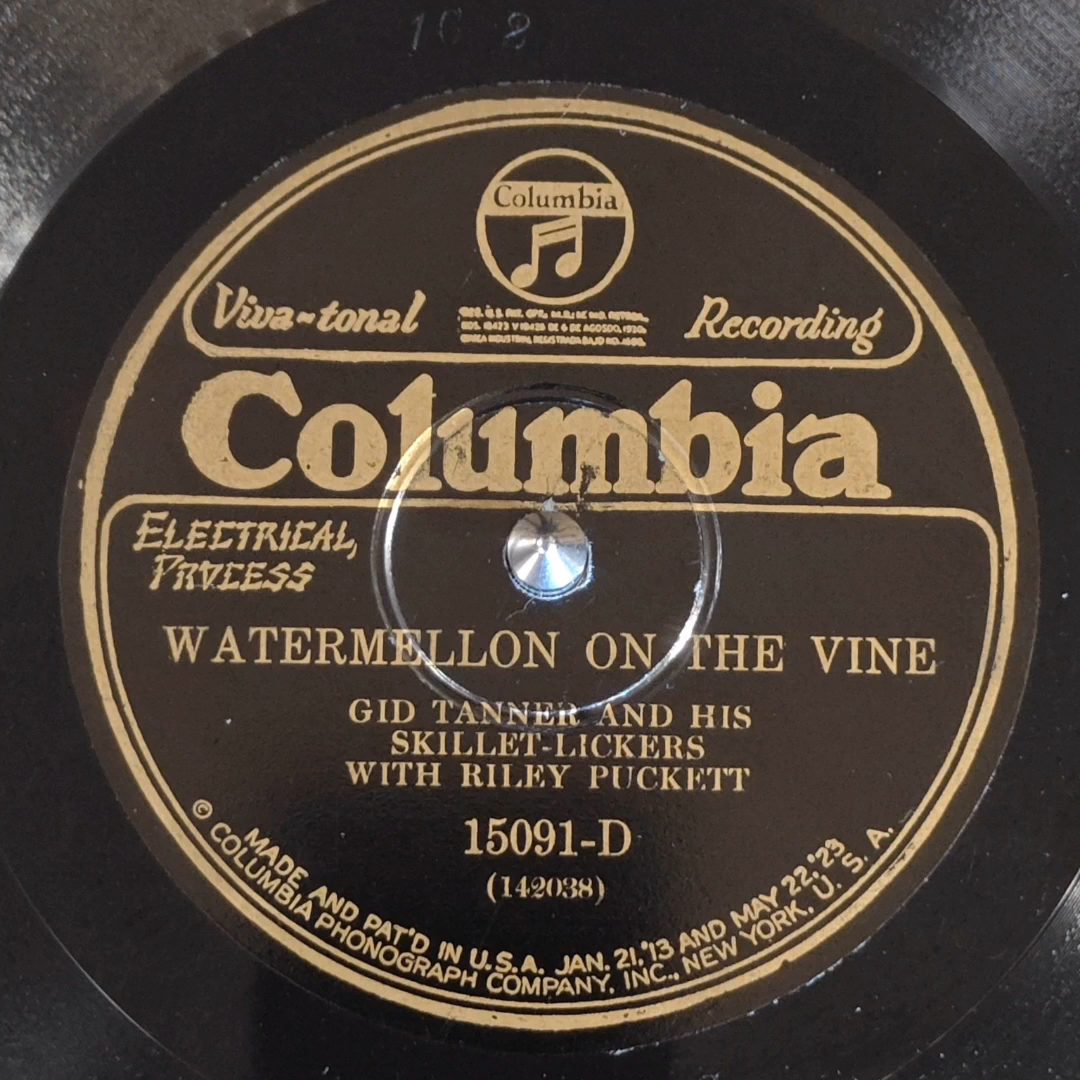 Columbia
Viva-tonal
Recording
Columbia
ELECTRICAL
PROCESS
WATERMELLON ON THE VINE
GID TANNER AND HIS
SKILLET-LICKERS
WITH RILEY PUCKETT
15091-D
(142038)
MADE AND PAT'D IN U.S.A. JAN. 21,'13 AND MAY 22,'23
© COLUMBIA PHONOGRAPH COMPANY, INC., NEW YORK, U.S.A.